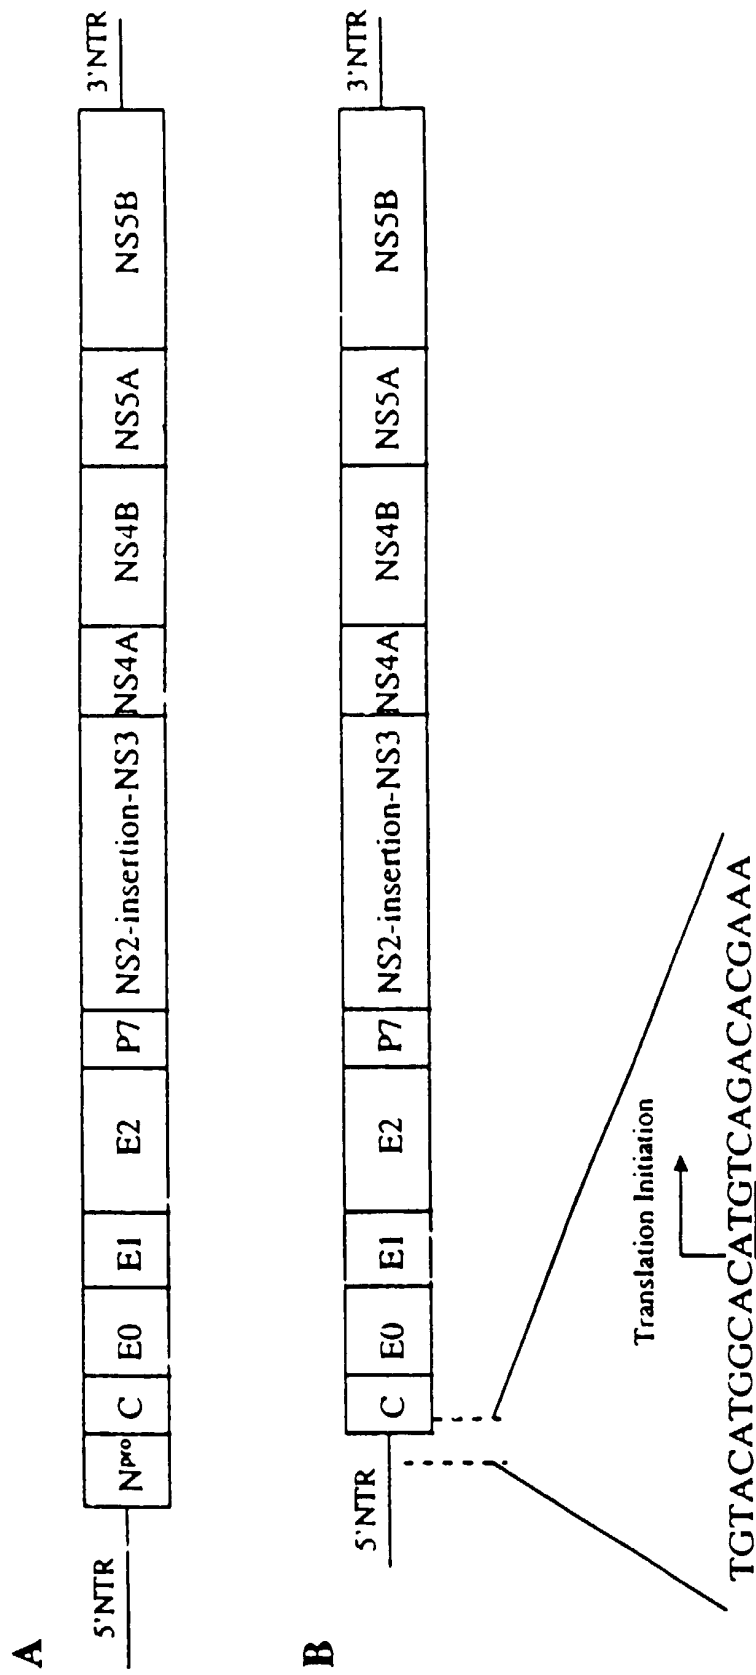 A
5'NTR
N^pro C E0 E1 E2 P7 NS2-insertion-NS3 NS4A NS4B NS5A NS5B
3'NTR
B
5'NTR
C E0 E1 E2 P7 NS2-insertion-NS3 NS4A NS4B NS5A NS5B
3'NTR
Translation Initiation
TGTACATGGCACATGTCAGACACGAAA